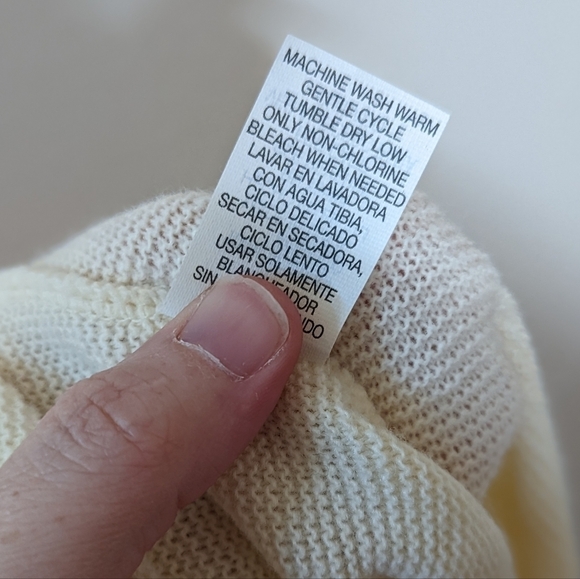 MACHINE WASH WARM
GENTLE CYCLE
TUMBLE DRY LOW
ONLY NON-CHLORINE
BLEACH WHEN NEEDED
LAVAR EN LAVADORA
CON AGUA TIBIA,
CICLO DELICADO
SECAR EN SECADORA,
CICLO LENTO
USAR SOLAMENTE
BLANQUEADOR
SIN